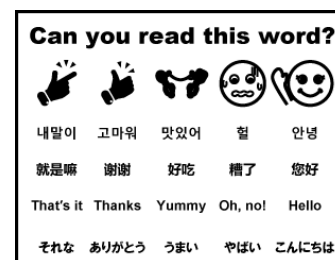 Can you read this word?
내말이 고마워 맛있어 헐 안녕
就是嘛 谢谢 好吃 糟了 您好
That's it Thanks Yummy Oh, no! Hello
それな ありがとう うまい やばい こんにちは